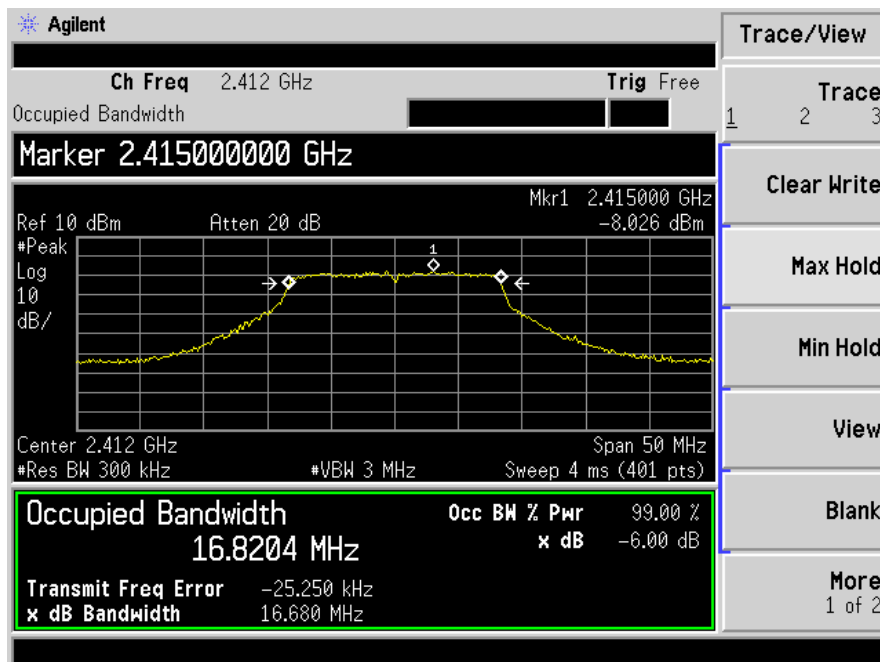 Agilent
Trace/View
Ch Freq 2.412 GHz Trig Free
Occupied Bandwidth
Trace
1 2 3
Marker 2.415000000 GHz
Clear Write
Mkr1 2.415000 GHz
Ref 10 dBm Atten 20 dB -8.026 dBm
#Peak
Log
10
dB/
1
Max Hold
Min Hold
View
Center 2.412 GHz Span 50 MHz
#Res BW 300 kHz #VBW 3 MHz Sweep 4 ms (401 pts)
Occupied Bandwidth
16.8204 MHz
Occ BW % Pwr 99.00 %
x dB -6.00 dB
Transmit Freq Error -25.250 kHz
x dB Bandwidth 16.680 MHz
Blank
More
1 of 2